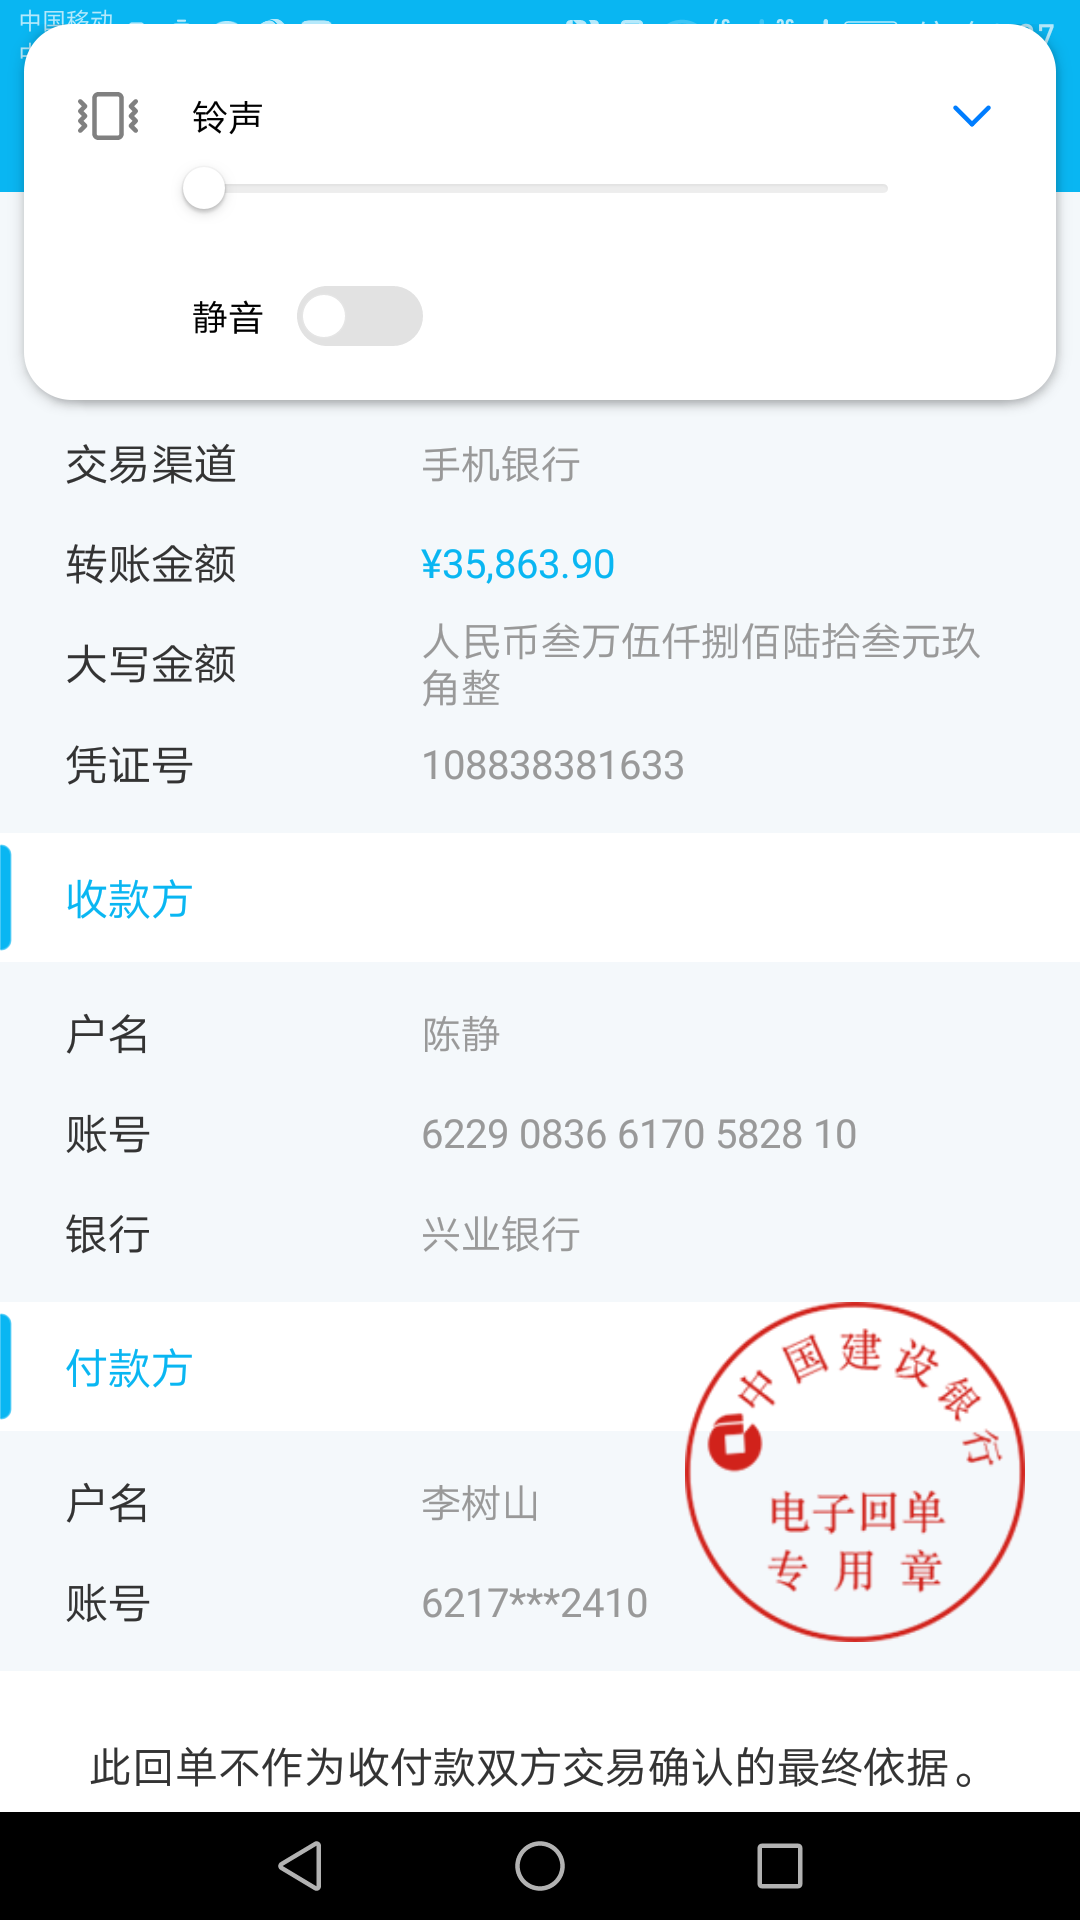 中国移动
铃声
静音
交易渠道 手机银行
转账金额 ¥35,863.90
大写金额 人民币叁万伍仟捌佰陆拾叁元玖
角整
凭证号 108838381633
收款方
户名 陈静
账号 6229 0836 6170 5828 10
银行 兴业银行
付款方
中国建设银行
户名 李树山
电子回单
专用章
账号 6217***2410
此回单不作为收付款双方交易确认的最终依据。